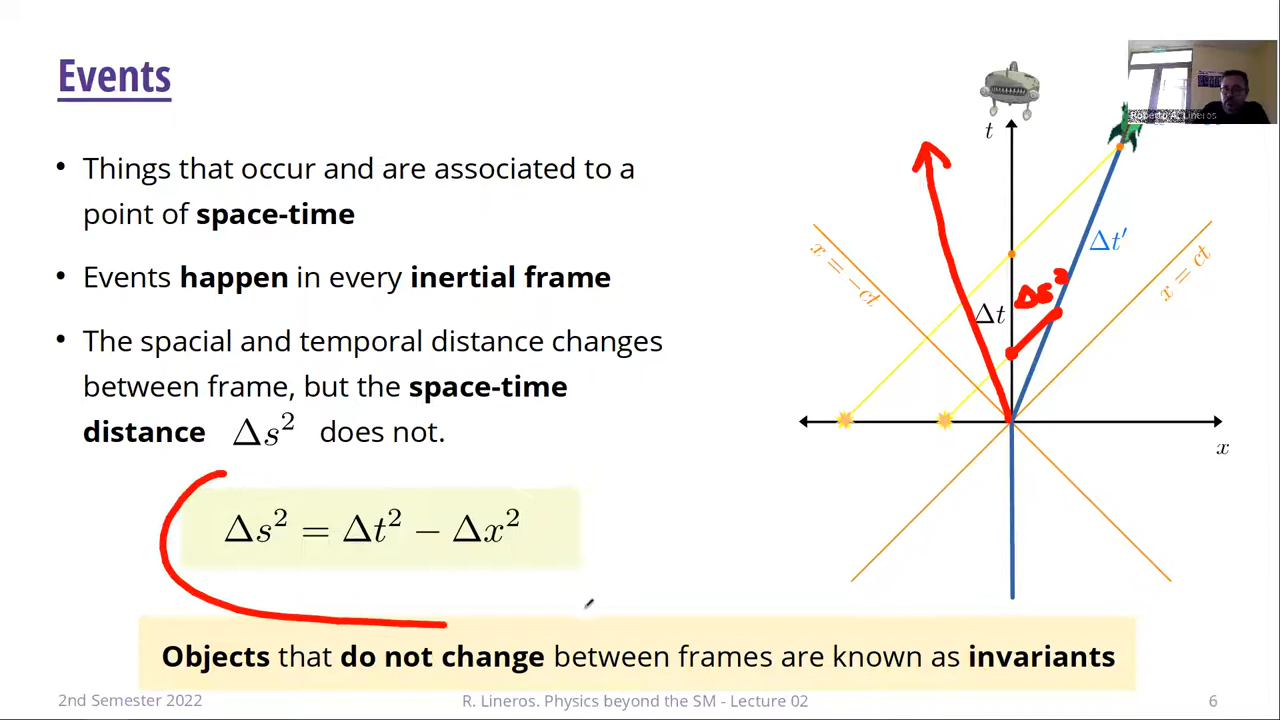 Events
• Things that occur and are associated to a
point of space-time
• Events happen in every inertial frame
• The spacial and temporal distance changes
between frame, but the space-time
distance Δs² does not.
Δs² = Δt² − Δx²
Objects that do not change between frames are known as invariants
t
Roberto A. Lineros
Δt′
x = −ct
x = ct
Δs²
Δt
x
2nd Semester 2022
R. Lineros. Physics beyond the SM - Lecture 02
6